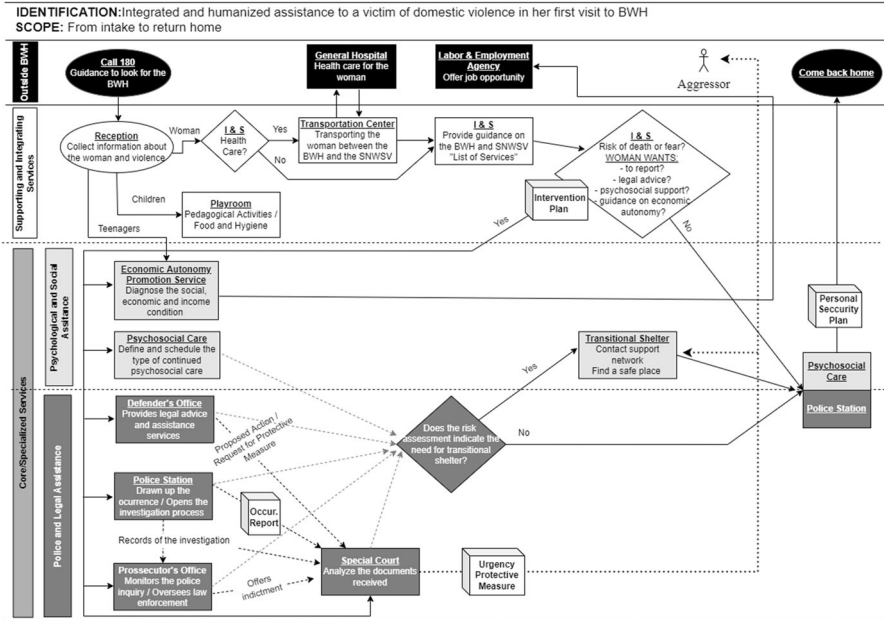 IDENTIFICATION:Integrated and humanized assistance to a victim of domestic violence in her first visit to BWH
SCOPE: From intake to return home
Outside BWH
Call 180
Guidance to look for the
BWH
General Hospital
Health care for the
woman
Labor & Employment
Agency
Offer job opportunity
Aggressor
Come back home
Supporting and Integrating
Services
Reception
Collect information about
the woman and violence
Woman
I & S
Health
Care?
Yes
No
Transportation Center
Transporting the
woman between the
BWH and the SNWSV
I & S
Provide guidance on
the BWH and SNWSV
"List of Services"
I & S
Risk of death or fear?
WOMAN WANTS:
- to report?
- legal advice?
- psychosocial support?
- guidance on economic
autonomy?
Children
Playroom
Pedagogical Activities /
Food and Hygiene
Teenagers
Intervention
Plan
Yes
No
Core/Specialized Services
Psychological and Social
Assitance
Economic Autonomy
Promotion Service
Diagnose the social,
economic and income
condition
Personal
Seccurity
Plan
Psychosocial Care
Define and schedule the
type of continued
psychosocial care
Yes
Transitional Shelter
Contact support
network
Find a safe place
Psychosocial
Care
Police Station
Police and Legal Assistance
Defender's Office
Provides legal advice
and assistance
services
Proposed Action /
Request for Protective
Measure
Does the risk
assessment indicate the
need for transitional
shelter?
No
Police Station
Drawn up the
ocurrence / Opens the
investigation process
Occur.
Report
Records of the investigation
Prossecutor's Office
Monitors the police
inquiry / Oversees law
enforcement
Offers
indictment
Special Court
Analyze the documents
received
Urgency
Protective
Measure